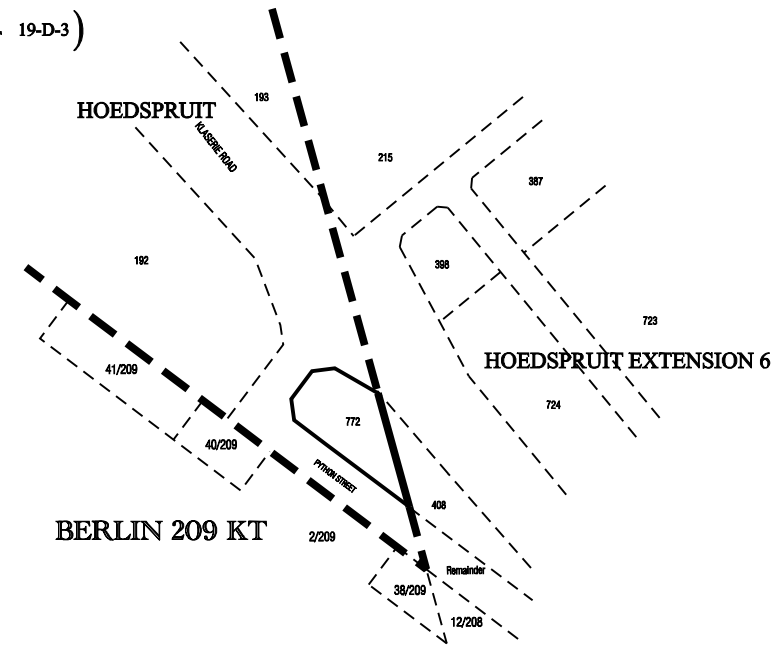 19-D-3)
193
HOEDSPRUIT
KLASERIE ROAD
215
387
192
398
723
41/209
HOEDSPRUIT EXTENSION 6
724
772
40/209
PYTHON STREET
408
BERLIN 209 KT
2/209
Remainder
38/209
12/208